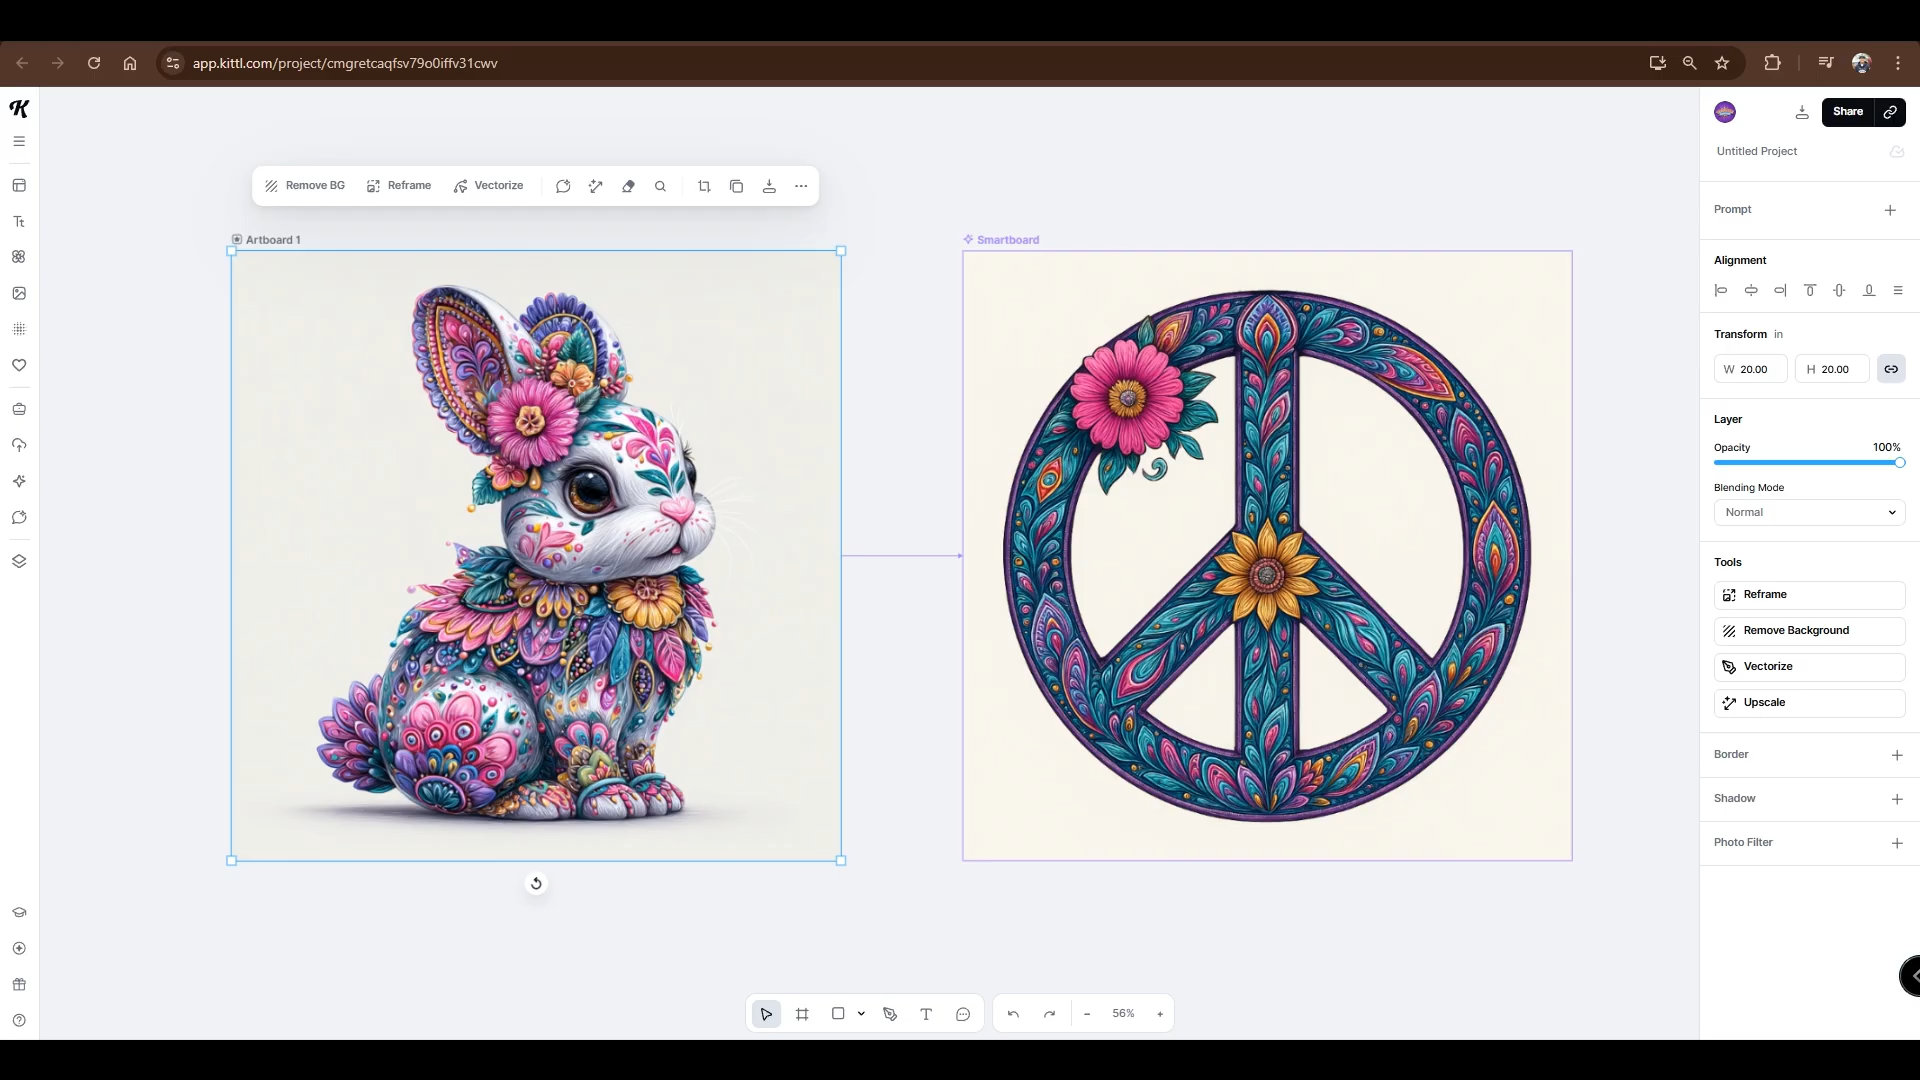 app.kittl.com/project/cmgretcaqfsv79o0iffv31cwv
K
Share
Untitled Project
Remove BG
Reframe
Vectorize
Artboard 1
Smartboard
Tt
Prompt
Alignment
Transform in
W 20.00
H 20.00
Layer
Opacity 100%
Blending Mode
Normal
Tools
Reframe
Remove Background
Vectorize
Upscale
Border
Shadow
Photo Filter
T
56%